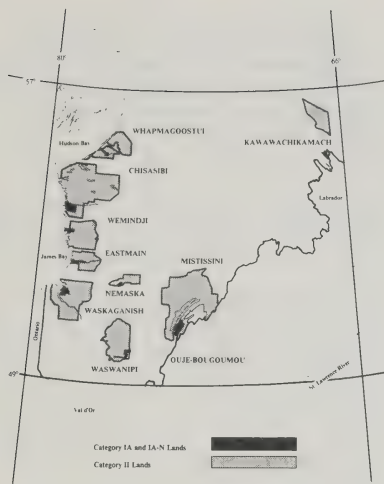 80° 66°
57°
WHAPMAGOOSTUI
Hudson Bay
KAWAWACHIKAMACH
CHISASIBI
Labrador
WEMINDJI
EASTMAIN
James Bay
MISTISSINI
NEMASKA
WASKAGANISH
Ontario
WASWANIPI
OUJE-BOUGOUMOU
49°
St. Lawrence River
Val d'Or
Category IA and IA-N Lands
Category II Lands